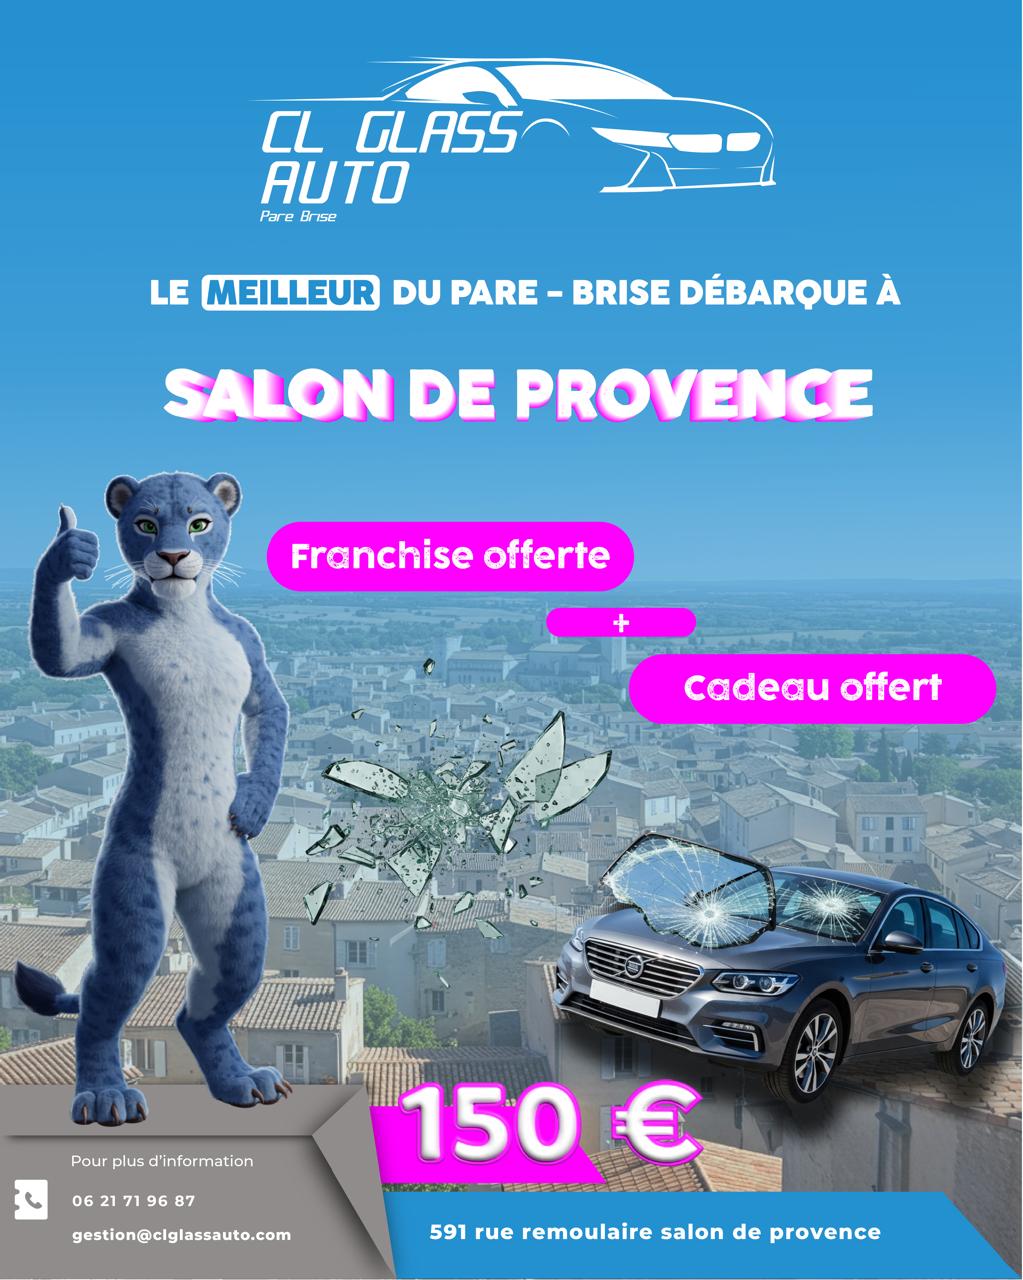 CL GLASS
AUTO
Pare Brise
LE MEILLEUR DU PARE - BRISE DÉBARQUE À
SALON DE PROVENCE
Franchise offerte
+
Cadeau offert
150 €
Pour plus d'information
06 21 71 96 87
gestion@clglassauto.com
591 rue remoulaire salon de provence